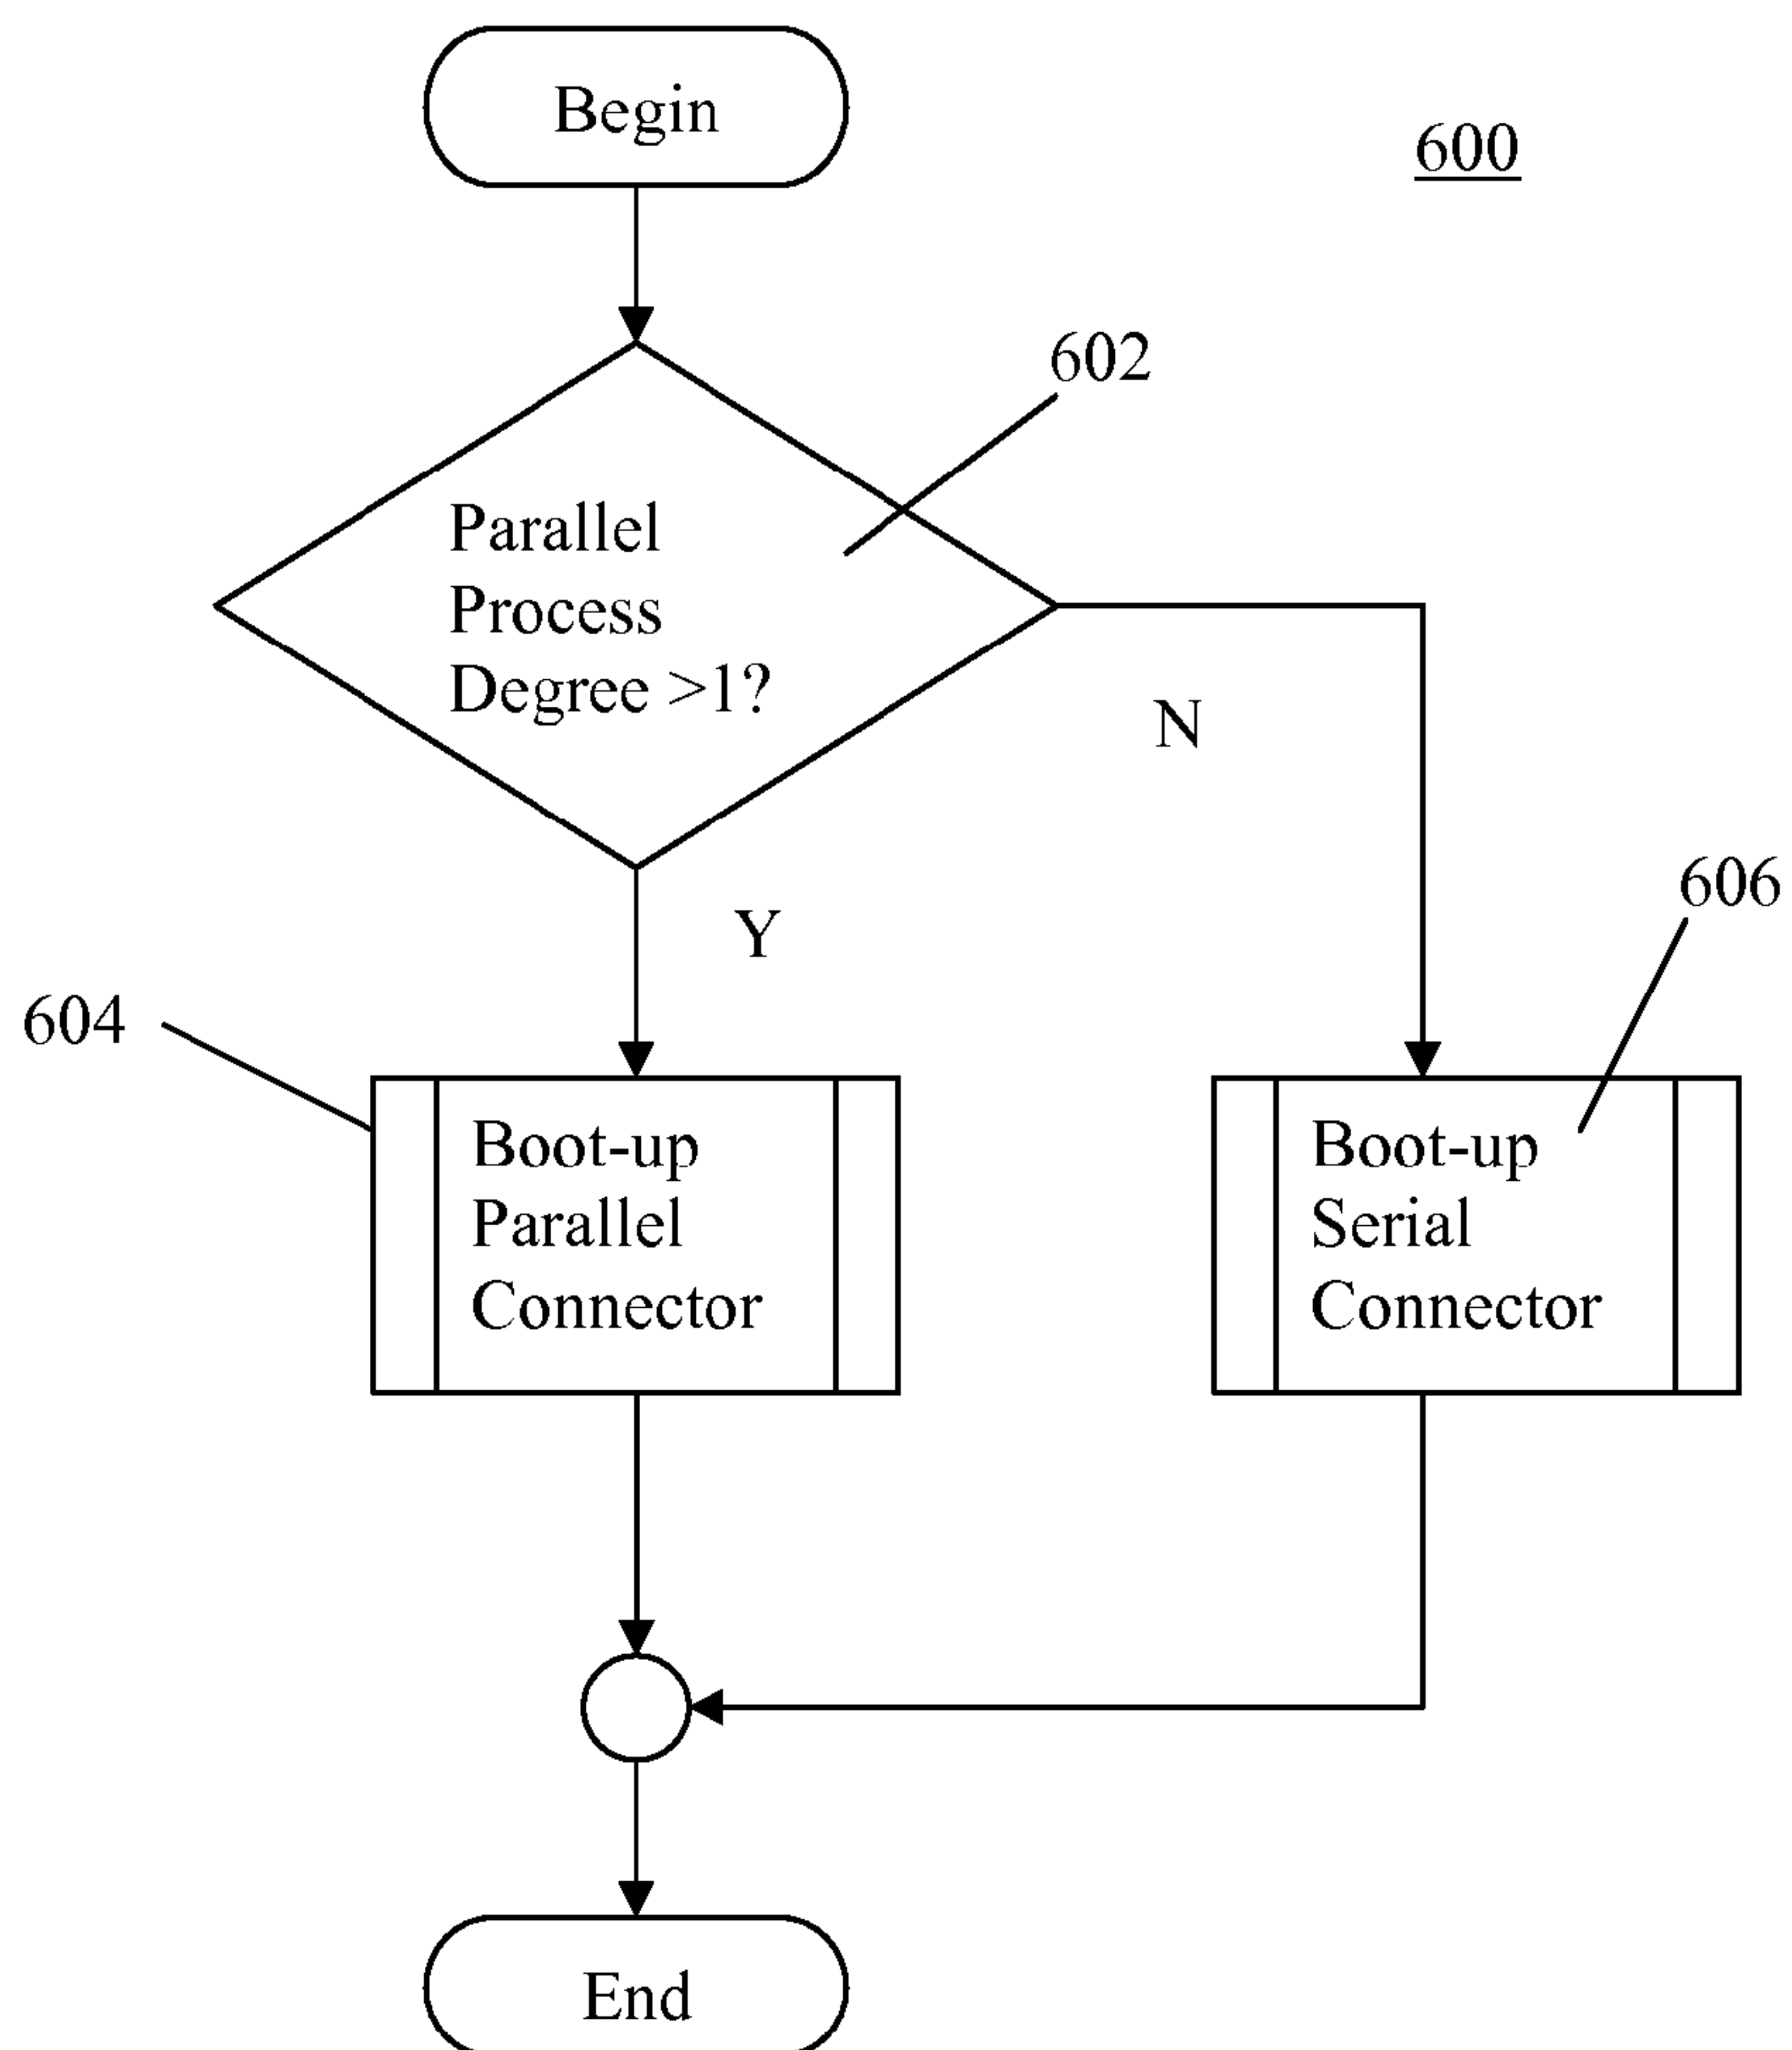 Begin
600
602
Parallel
Process
Degree >1?
N
606
Y
604
Boot-up
Parallel
Connector
Boot-up
Serial
Connector
End